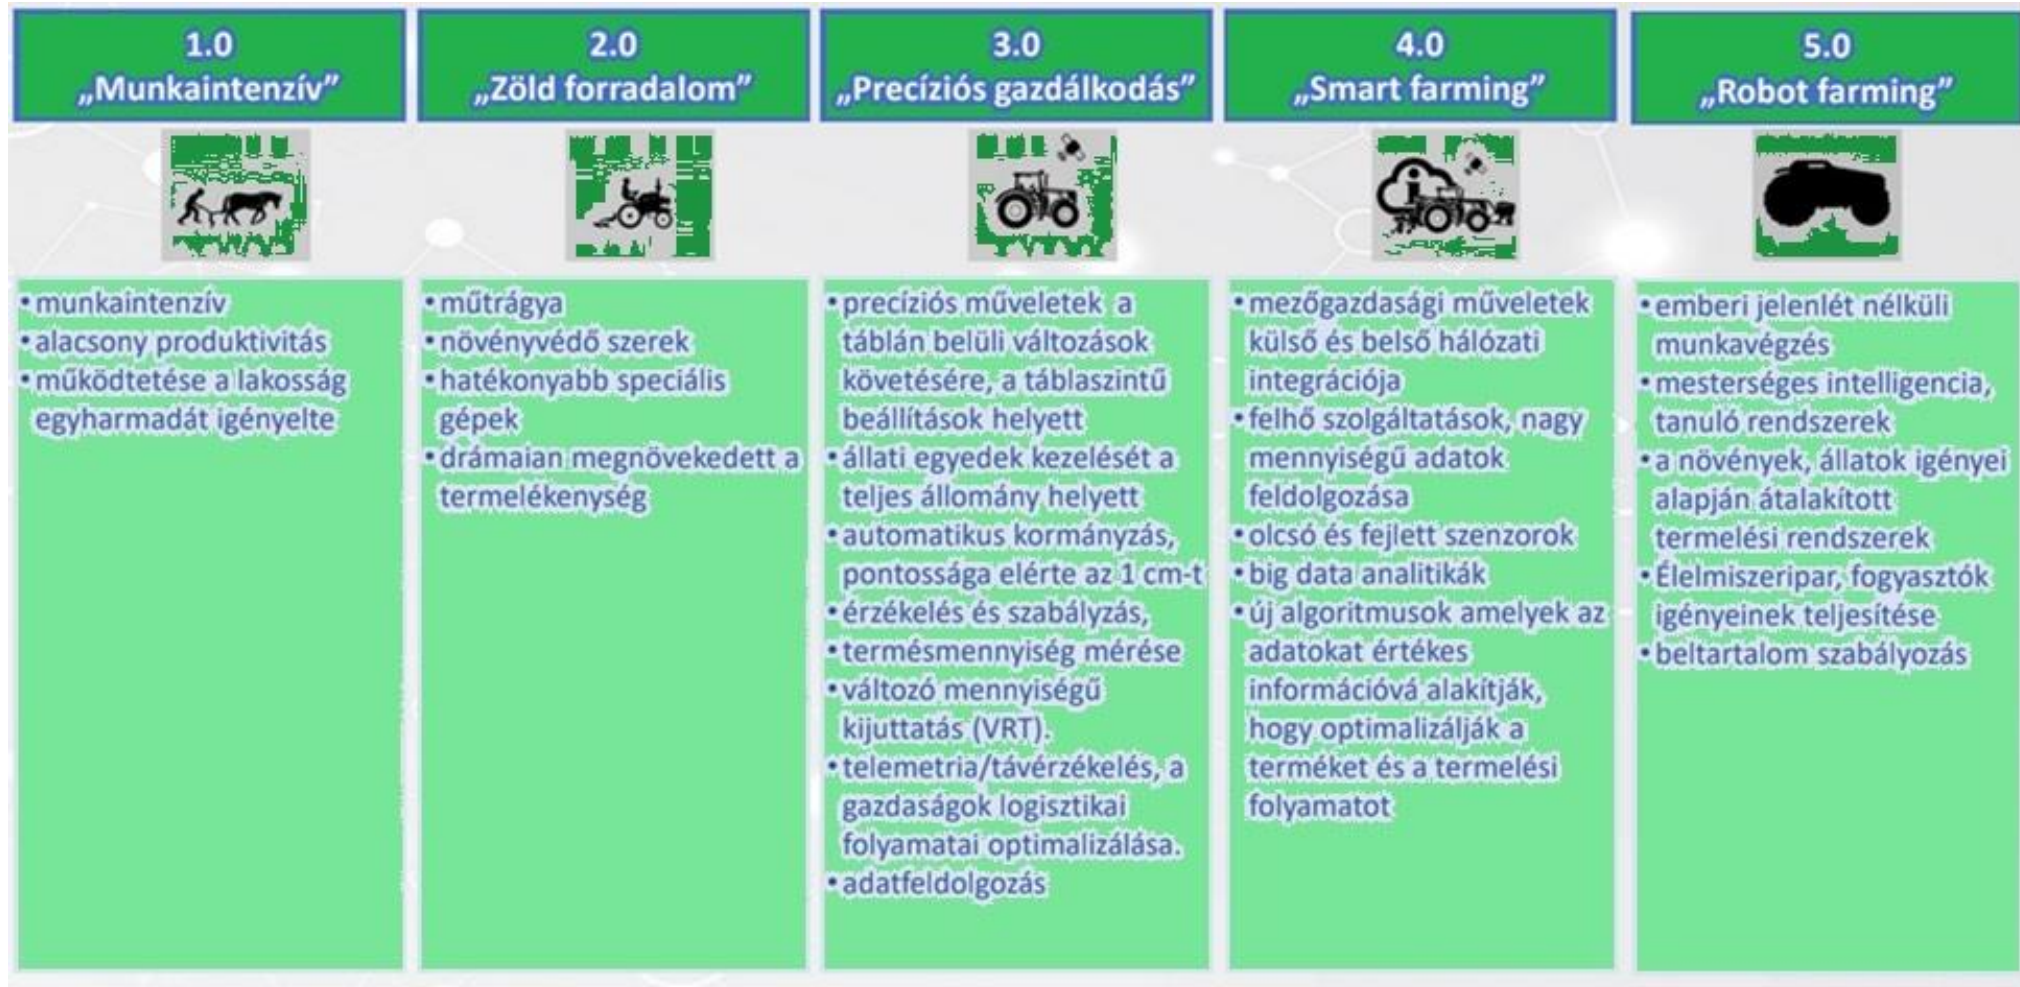 1.0
„Munkaintenzív”
• munkaintenzív
• alacsony produktivitás
• működtetése a lakosság
egyharmadát igényelte
2.0
„Zöld forradalom”
• műtrágya
• növényvédő szerek
• hatékonyabb speciális
gépek
• drámaian megnövekedett a
termelékenység
3.0
„Precíziós gazdálkodás”
• precíziós műveletek a
táblán belüli változások
követésére, a táblaszintű
beállítások helyett
• állati egyedek kezelését a
teljes állomány helyett
• automatikus kormányzás,
pontossága elérte az 1 cm-t
• érzékelés és szabályzás,
• termésmennyiség mérése
• változó mennyiségű
kijuttatás (VRT).
• telemetria/távérzékelés, a
gazdaságok logisztikai
folyamatai optimalizálása.
• adatfeldolgozás
4.0
„Smart farming”
• mezőgazdasági műveletek
külső és belső hálózati
integrációja
• felhő szolgáltatások, nagy
mennyiségű adatok
feldolgozása
• olcsó és fejlett szenzorok
• big data analitikák
• új algoritmusok amelyek az
adatokat értékes
információvá alakítják,
hogy optimalizálják a
terméket és a termelési
folyamatot
5.0
„Robot farming”
• emberi jelenlét nélküli
munkavégzés
• mesterséges intelligencia,
tanuló rendszerek
• a növények, állatok igényei
alapján átalakított
termelési rendszerek
• Élelmiszeripar, fogyasztók
igényeinek teljesítése
• beltartalom szabályozás